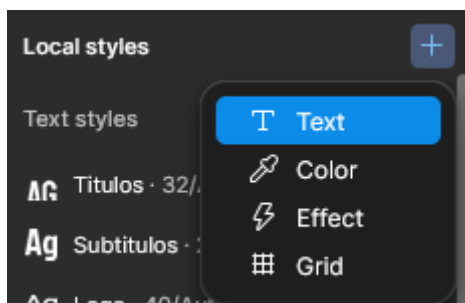 Local styles
Text styles
Text
Color
Effect
Grid
Ag Titulos · 32/
Ag Subtitulos ·